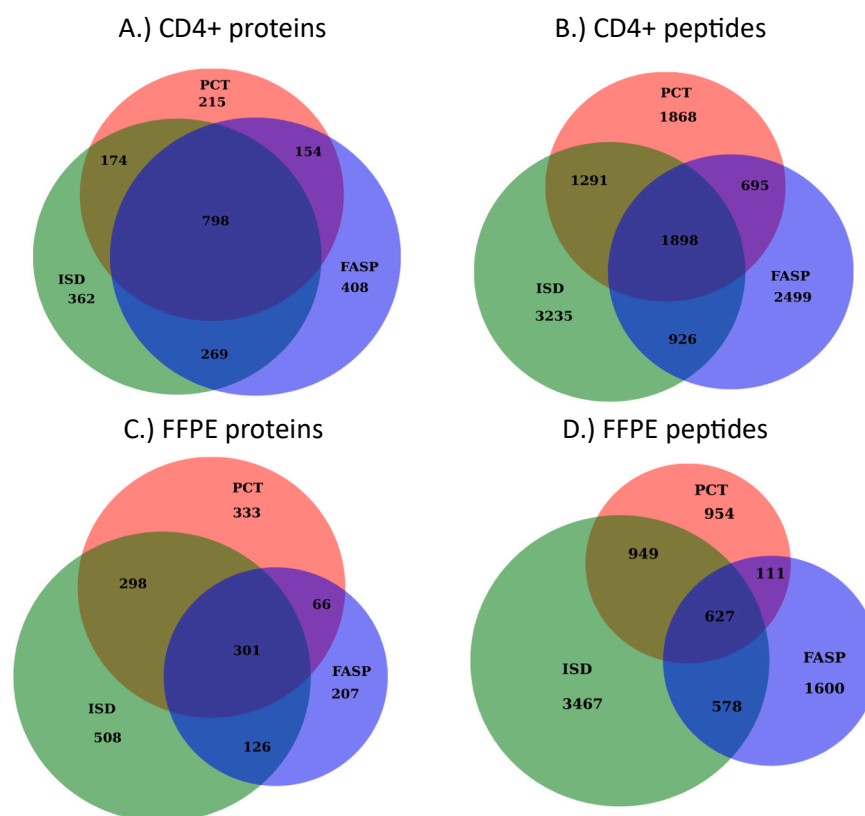 A.) CD4+ proteins
PCT
215
174
154
798
ISD
362
FASP
408
269
B.) CD4+ peptides
PCT
1868
1291
695
1898
ISD
3235
FASP
2499
926
C.) FFPE proteins
PCT
333
298
66
301
FASP
207
ISD
508
126
D.) FFPE peptides
PCT
954
949
111
627
ISD
3467
FASP
1600
578